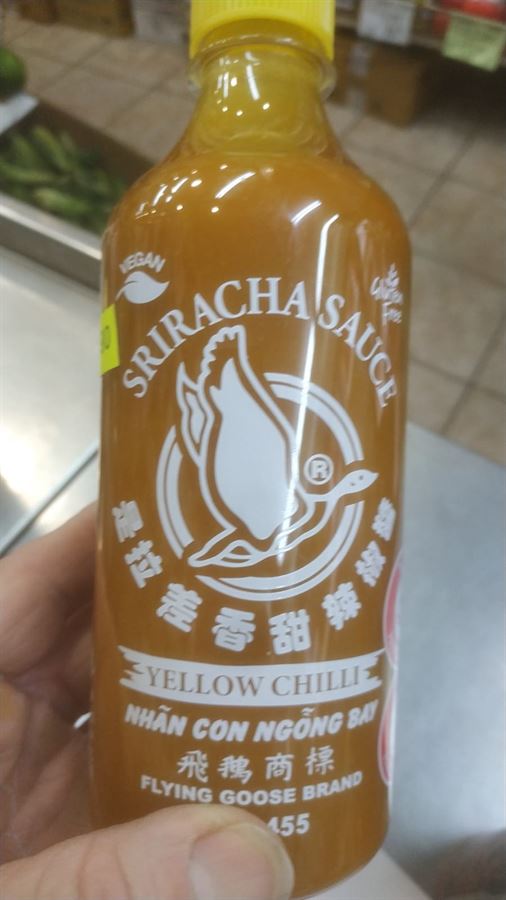 VEGAN
Gluten
Free
SRIRACHA SAUCE
®
是拉差香甜辣椒醬
YELLOW CHILLI
NHÃN CON NGỖNG BAY
飛鵝商標
FLYING GOOSE BRAND
455